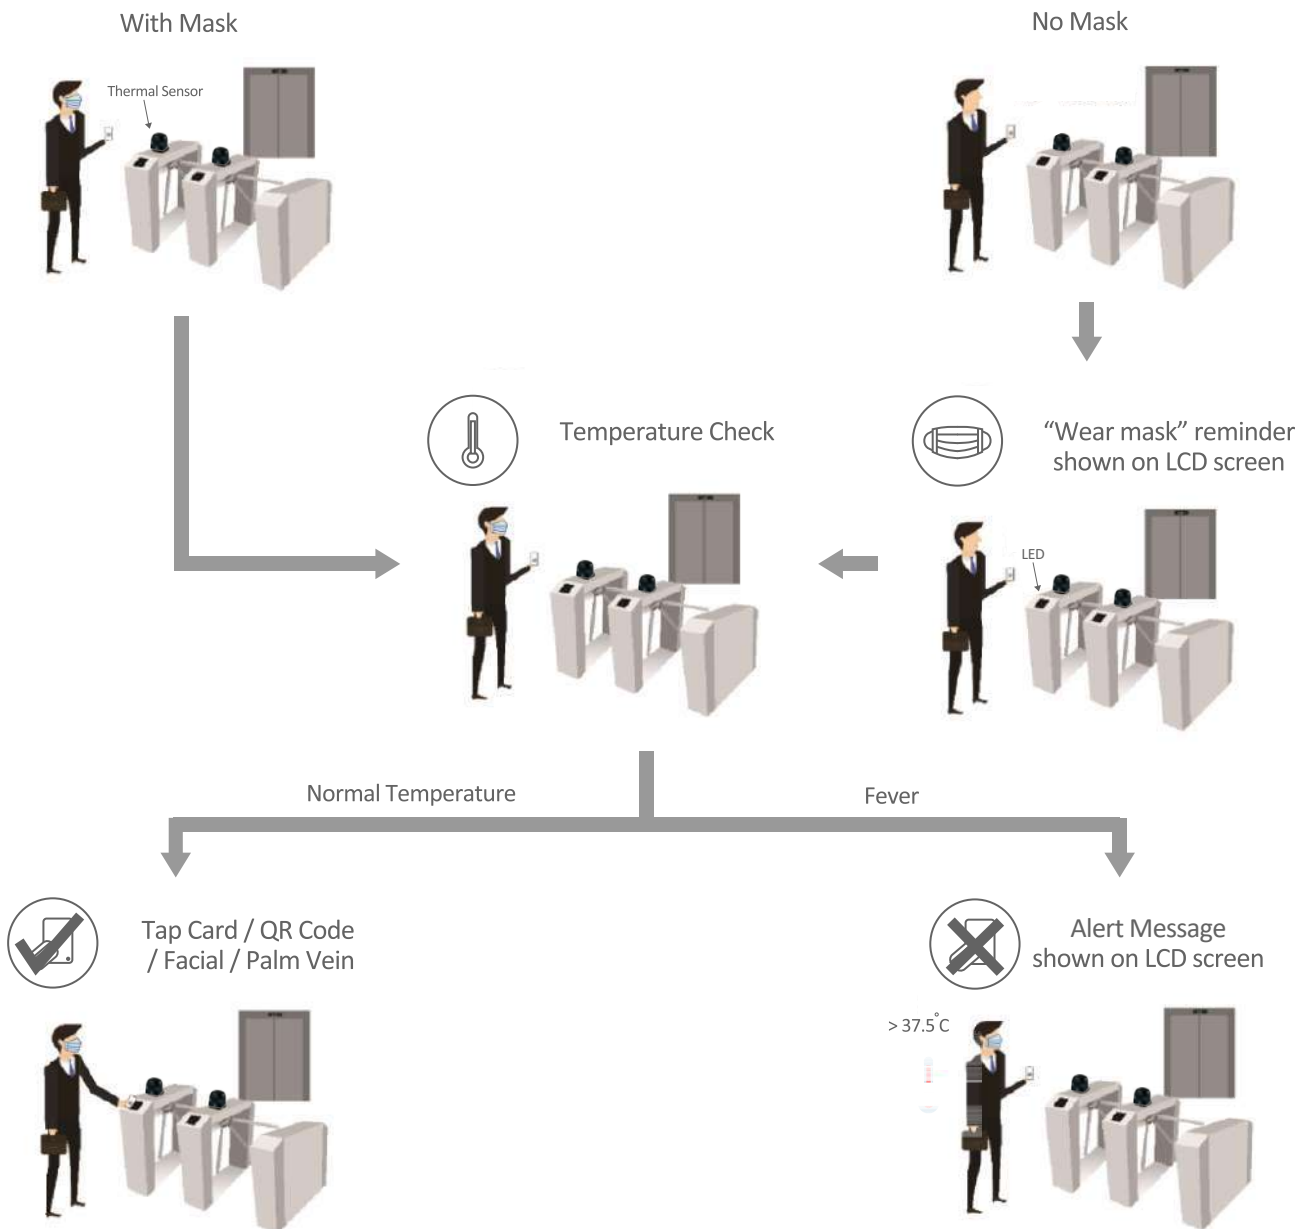 With Mask
No Mask
Thermal Sensor
Temperature Check
“Wear mask” reminder
shown on LCD screen
LED
Normal Temperature
Fever
Tap Card / QR Code
/ Facial / Palm Vein
Alert Message
shown on LCD screen
> 37.5°C